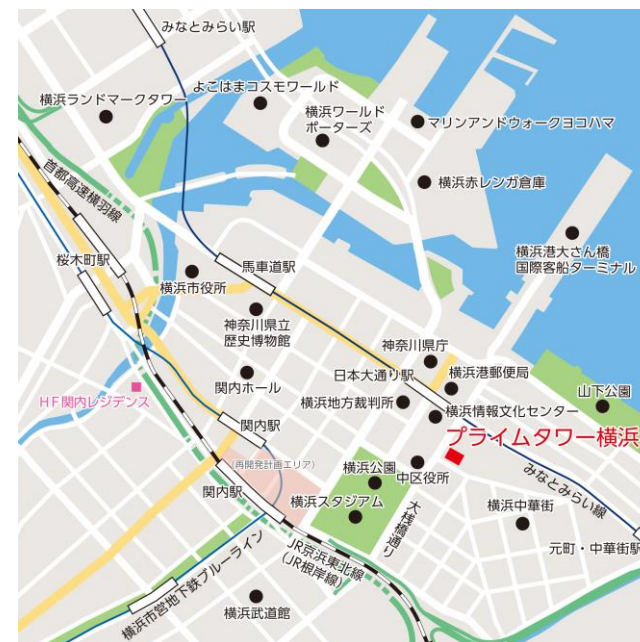 みなとみらい駅
よこはまコスモワールド
横浜ランドマークタワー
横浜ワールド
ポーターズ
マリンアンドウォークヨコハマ
首都高速横羽線
横浜赤レンガ倉庫
桜木町駅
馬車道駅
横浜港大さん橋
国際客船ターミナル
横浜市役所
神奈川県立
歴史博物館
神奈川県庁
日本大通り駅
横浜港郵便局
関内ホール
山下公園
HF関内レジデンス
横浜地方裁判所
横浜情報文化センター
関内駅
プライムタワー横浜
(再開発計画エリア)
横浜公園
中区役所
みなとみらい線
関内駅
横浜スタジアム
大桟橋通り
横浜中華街
元町・中華街駅
JR京浜東北線
(JR根岸線)
横浜市営地下鉄ブルーライン
横浜武道館